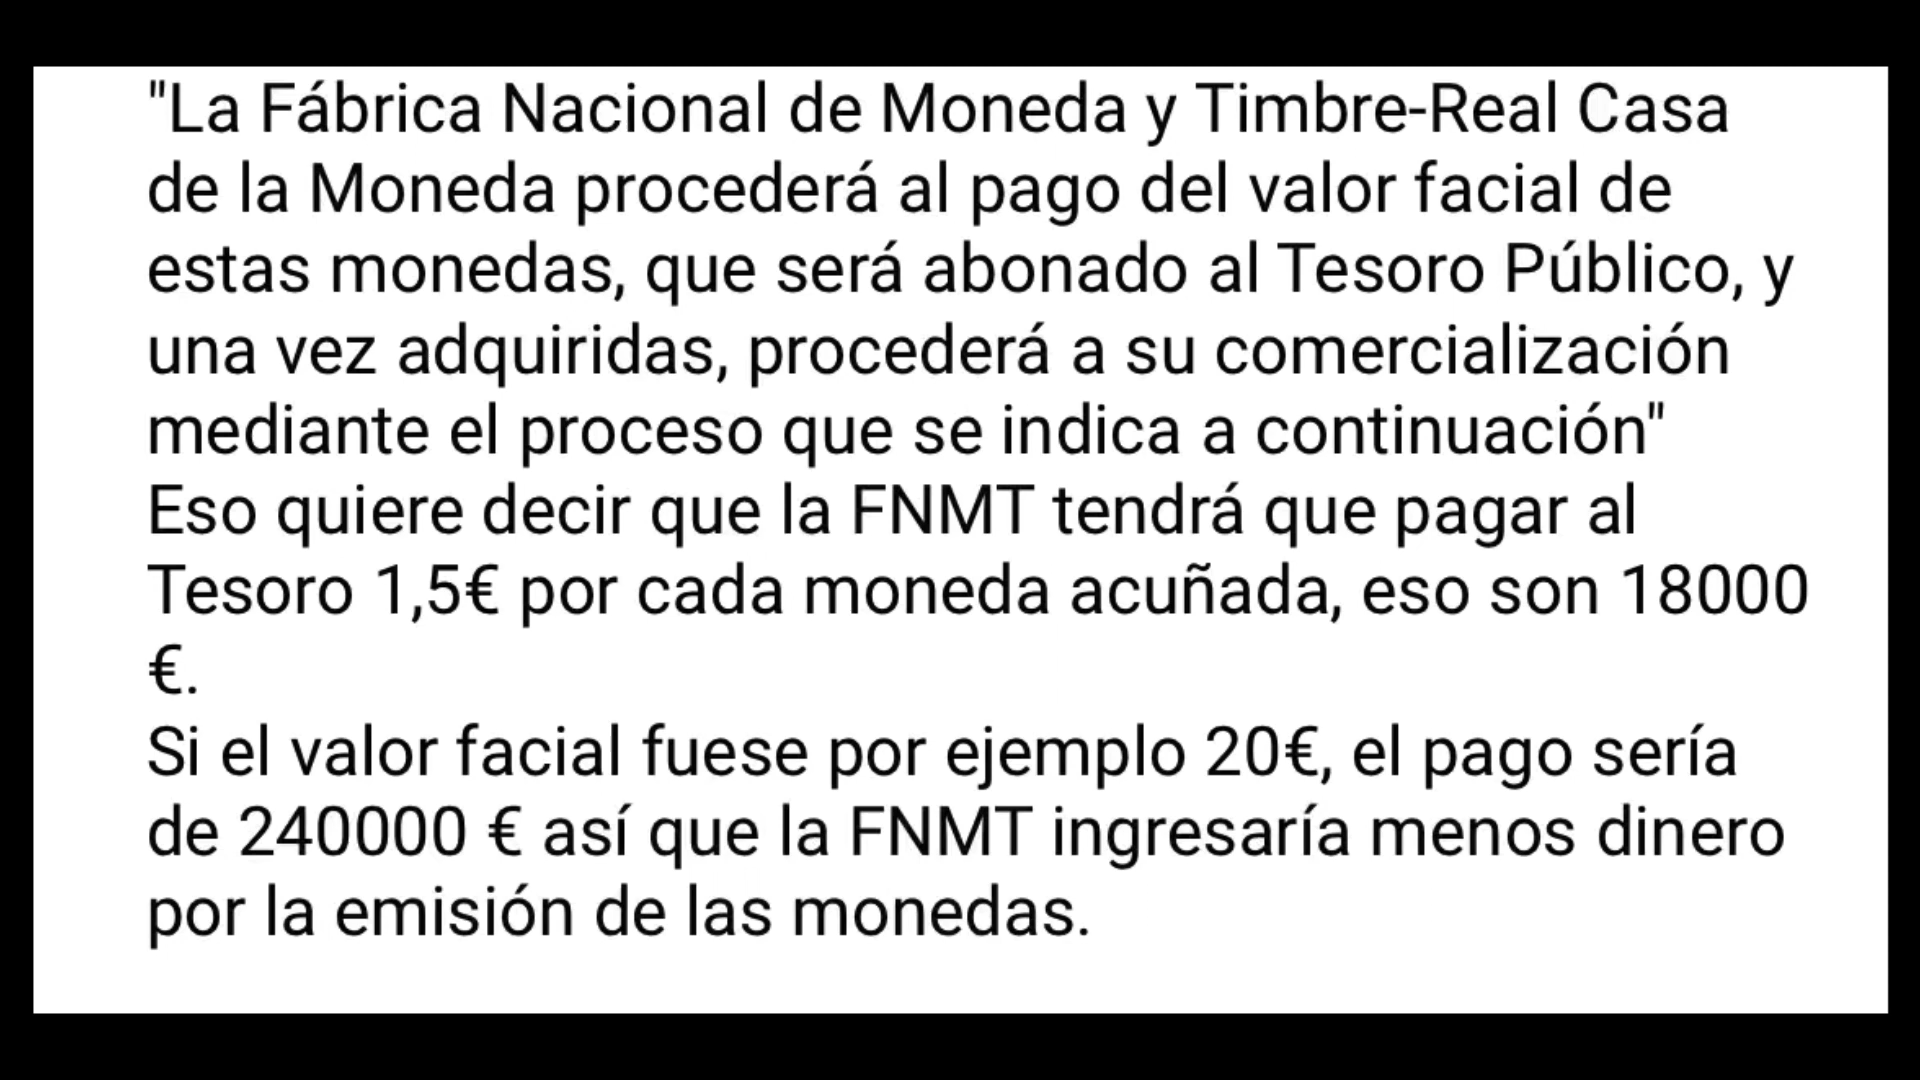 "La Fábrica Nacional de Moneda y Timbre-Real Casa
de la Moneda procederá al pago del valor facial de
estas monedas, que será abonado al Tesoro Público, y
una vez adquiridas, procederá a su comercialización
mediante el proceso que se indica a continuación"
Eso quiere decir que la FNMT tendrá que pagar al
Tesoro 1,5€ por cada moneda acuñada, eso son 18000
€.
Si el valor facial fuese por ejemplo 20€, el pago sería
de 240000 € así que la FNMT ingresaría menos dinero
por la emisión de las monedas.